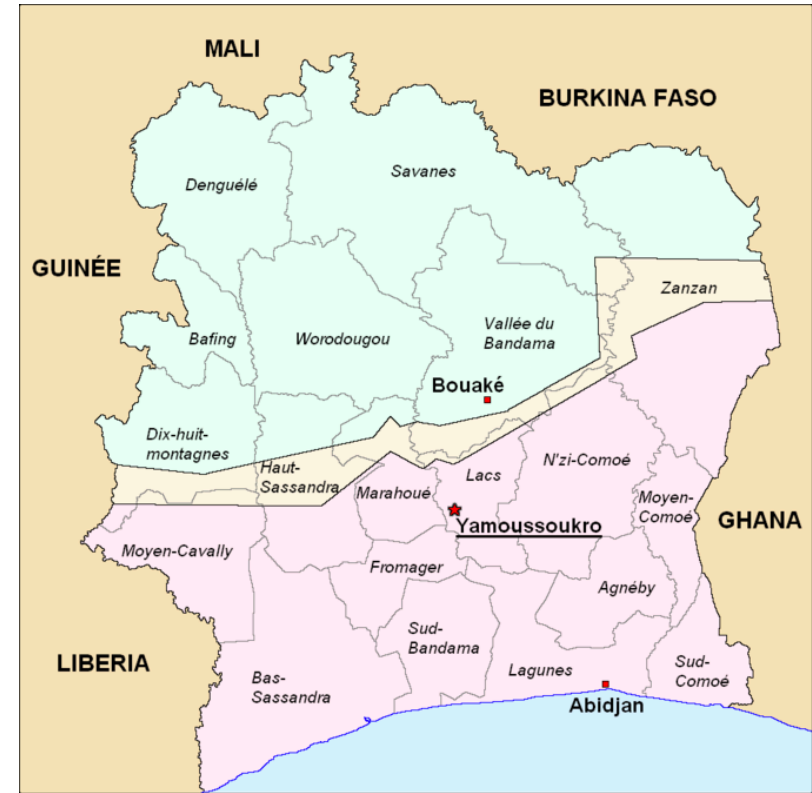 MALI
BURKINA FASO
Denguélé
Savanes
GUINÉE
Zanzan
Bafing
Worodougou
Vallée du
Bandama
Bouaké
Dix-huit-
montagnes
Haut-
Sassandra
Marahoué
Lacs
N'zi-Comoé
Moyen-
Comoé
GHANA
Yamoussoukro
Moyen-Cavally
Fromager
Agnéby
Sud-
Bandama
LIBERIA
Bas-
Sassandra
Lagunes
Sud-
Comoé
Abidjan